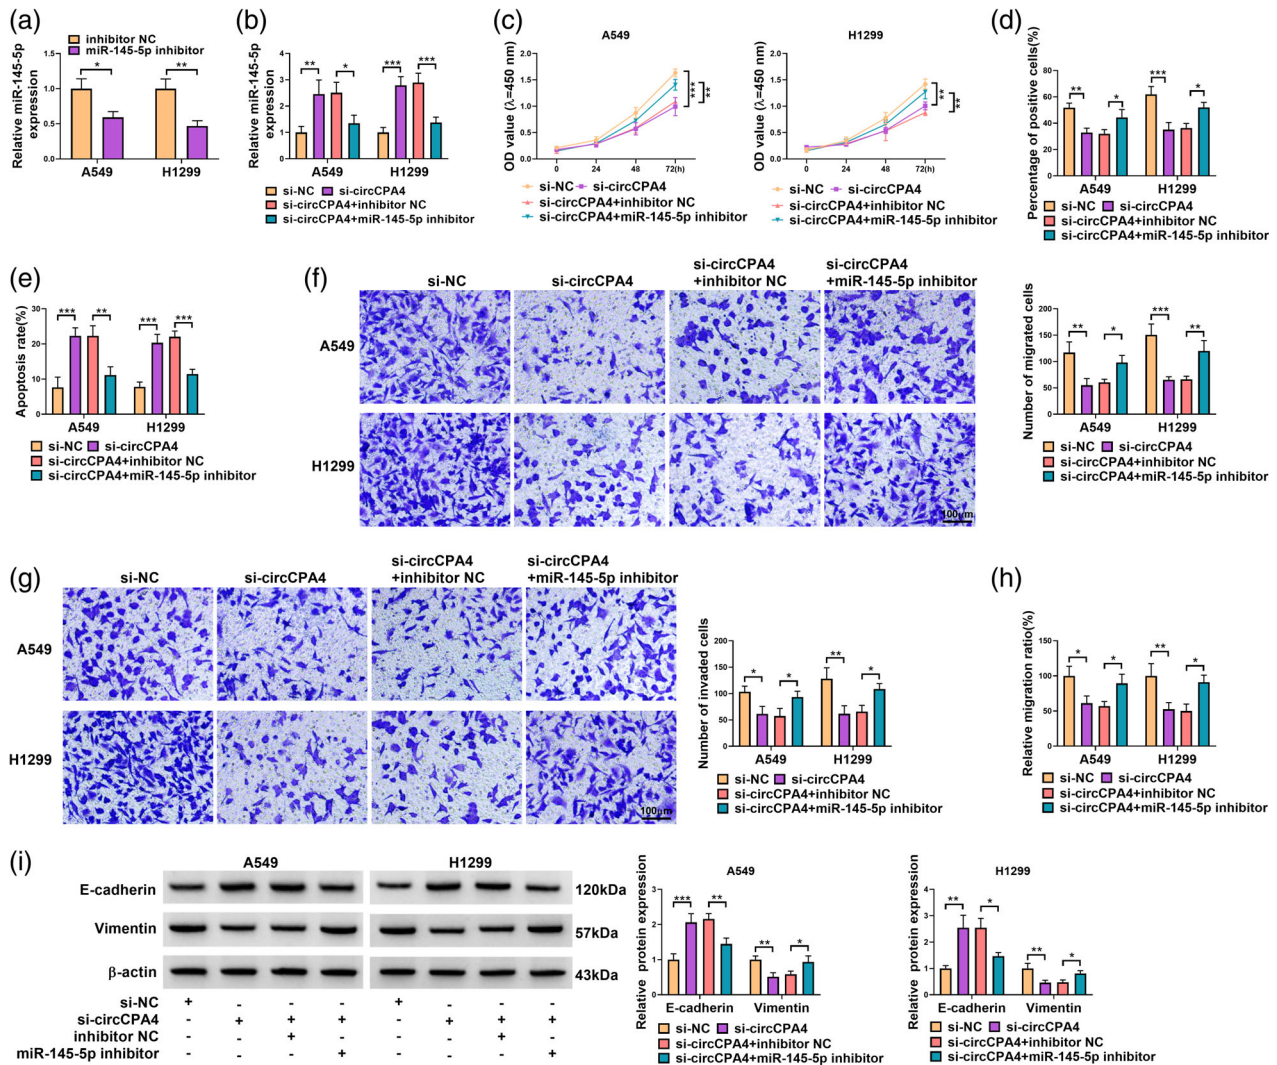 (a)
inhibitor NC
miR-145-5p inhibitor
Relative miR-145-5p
expression
1.5
1.0
0.5
0.0
*
**
A549 H1299
(b)
Relative miR-145-5p
expression
4
3
2
1
0
** * *** ***
A549 H1299
si-NC si-circCPA4
si-circCPA4+inhibitor NC
si-circCPA4+miR-145-5p inhibitor
(c)
A549
OD value (λ=450 nm)
2.0
1.5
1.0
0.5
0.0
0 24 48 72(h)
***
**
si-NC si-circCPA4
si-circCPA4+inhibitor NC
si-circCPA4+miR-145-5p inhibitor
H1299
OD value (λ=450 nm)
2.0
1.5
1.0
0.5
0.0
0 24 48 72(h)
**
**
si-NC si-circCPA4
si-circCPA4+inhibitor NC
si-circCPA4+miR-145-5p inhibitor
(d)
Percentage of positive cells(%)
80
60
40
20
0
** * *** *
A549 H1299
si-NC si-circCPA4
si-circCPA4+inhibitor NC
si-circCPA4+miR-145-5p inhibitor
(e)
Apoptosis rate(%)
30
20
10
0
*** ** *** ***
A549 H1299
si-NC si-circCPA4
si-circCPA4+inhibitor NC
si-circCPA4+miR-145-5p inhibitor
(f)
si-NC si-circCPA4 si-circCPA4
+inhibitor NC si-circCPA4
+miR-145-5p inhibitor
A549
H1299
100μm
Number of migrated cells
200
150
100
50
0
** * *** **
A549 H1299
si-NC si-circCPA4
si-circCPA4+inhibitor NC
si-circCPA4+miR-145-5p inhibitor
(g)
si-NC si-circCPA4 si-circCPA4
+inhibitor NC si-circCPA4
+miR-145-5p inhibitor
A549
H1299
100μm
Number of invaded cells
200
150
100
50
0
* * ** *
A549 H1299
si-NC si-circCPA4
si-circCPA4+inhibitor NC
si-circCPA4+miR-145-5p inhibitor
(h)
Relative migration ratio(%)
150
100
50
0
* * ** *
A549 H1299
si-NC si-circCPA4
si-circCPA4+inhibitor NC
si-circCPA4+miR-145-5p inhibitor
(i)
A549 H1299
E-cadherin 120kDa
Vimentin 57kDa
β-actin 43kDa
si-NC + - - - + - - -
si-circCPA4 - + + + - + + +
inhibitor NC - - + - - - + -
miR-145-5p inhibitor - - - + - - - +
A549
Relative protein expression
3
2
1
0
*** ** ** *
E-cadherin Vimentin
si-NC si-circCPA4
si-circCPA4+inhibitor NC
si-circCPA4+miR-145-5p inhibitor
H1299
Relative protein expression
4
3
2
1
0
** * ** *
E-cadherin Vimentin
si-NC si-circCPA4
si-circCPA4+inhibitor NC
si-circCPA4+miR-145-5p inhibitor